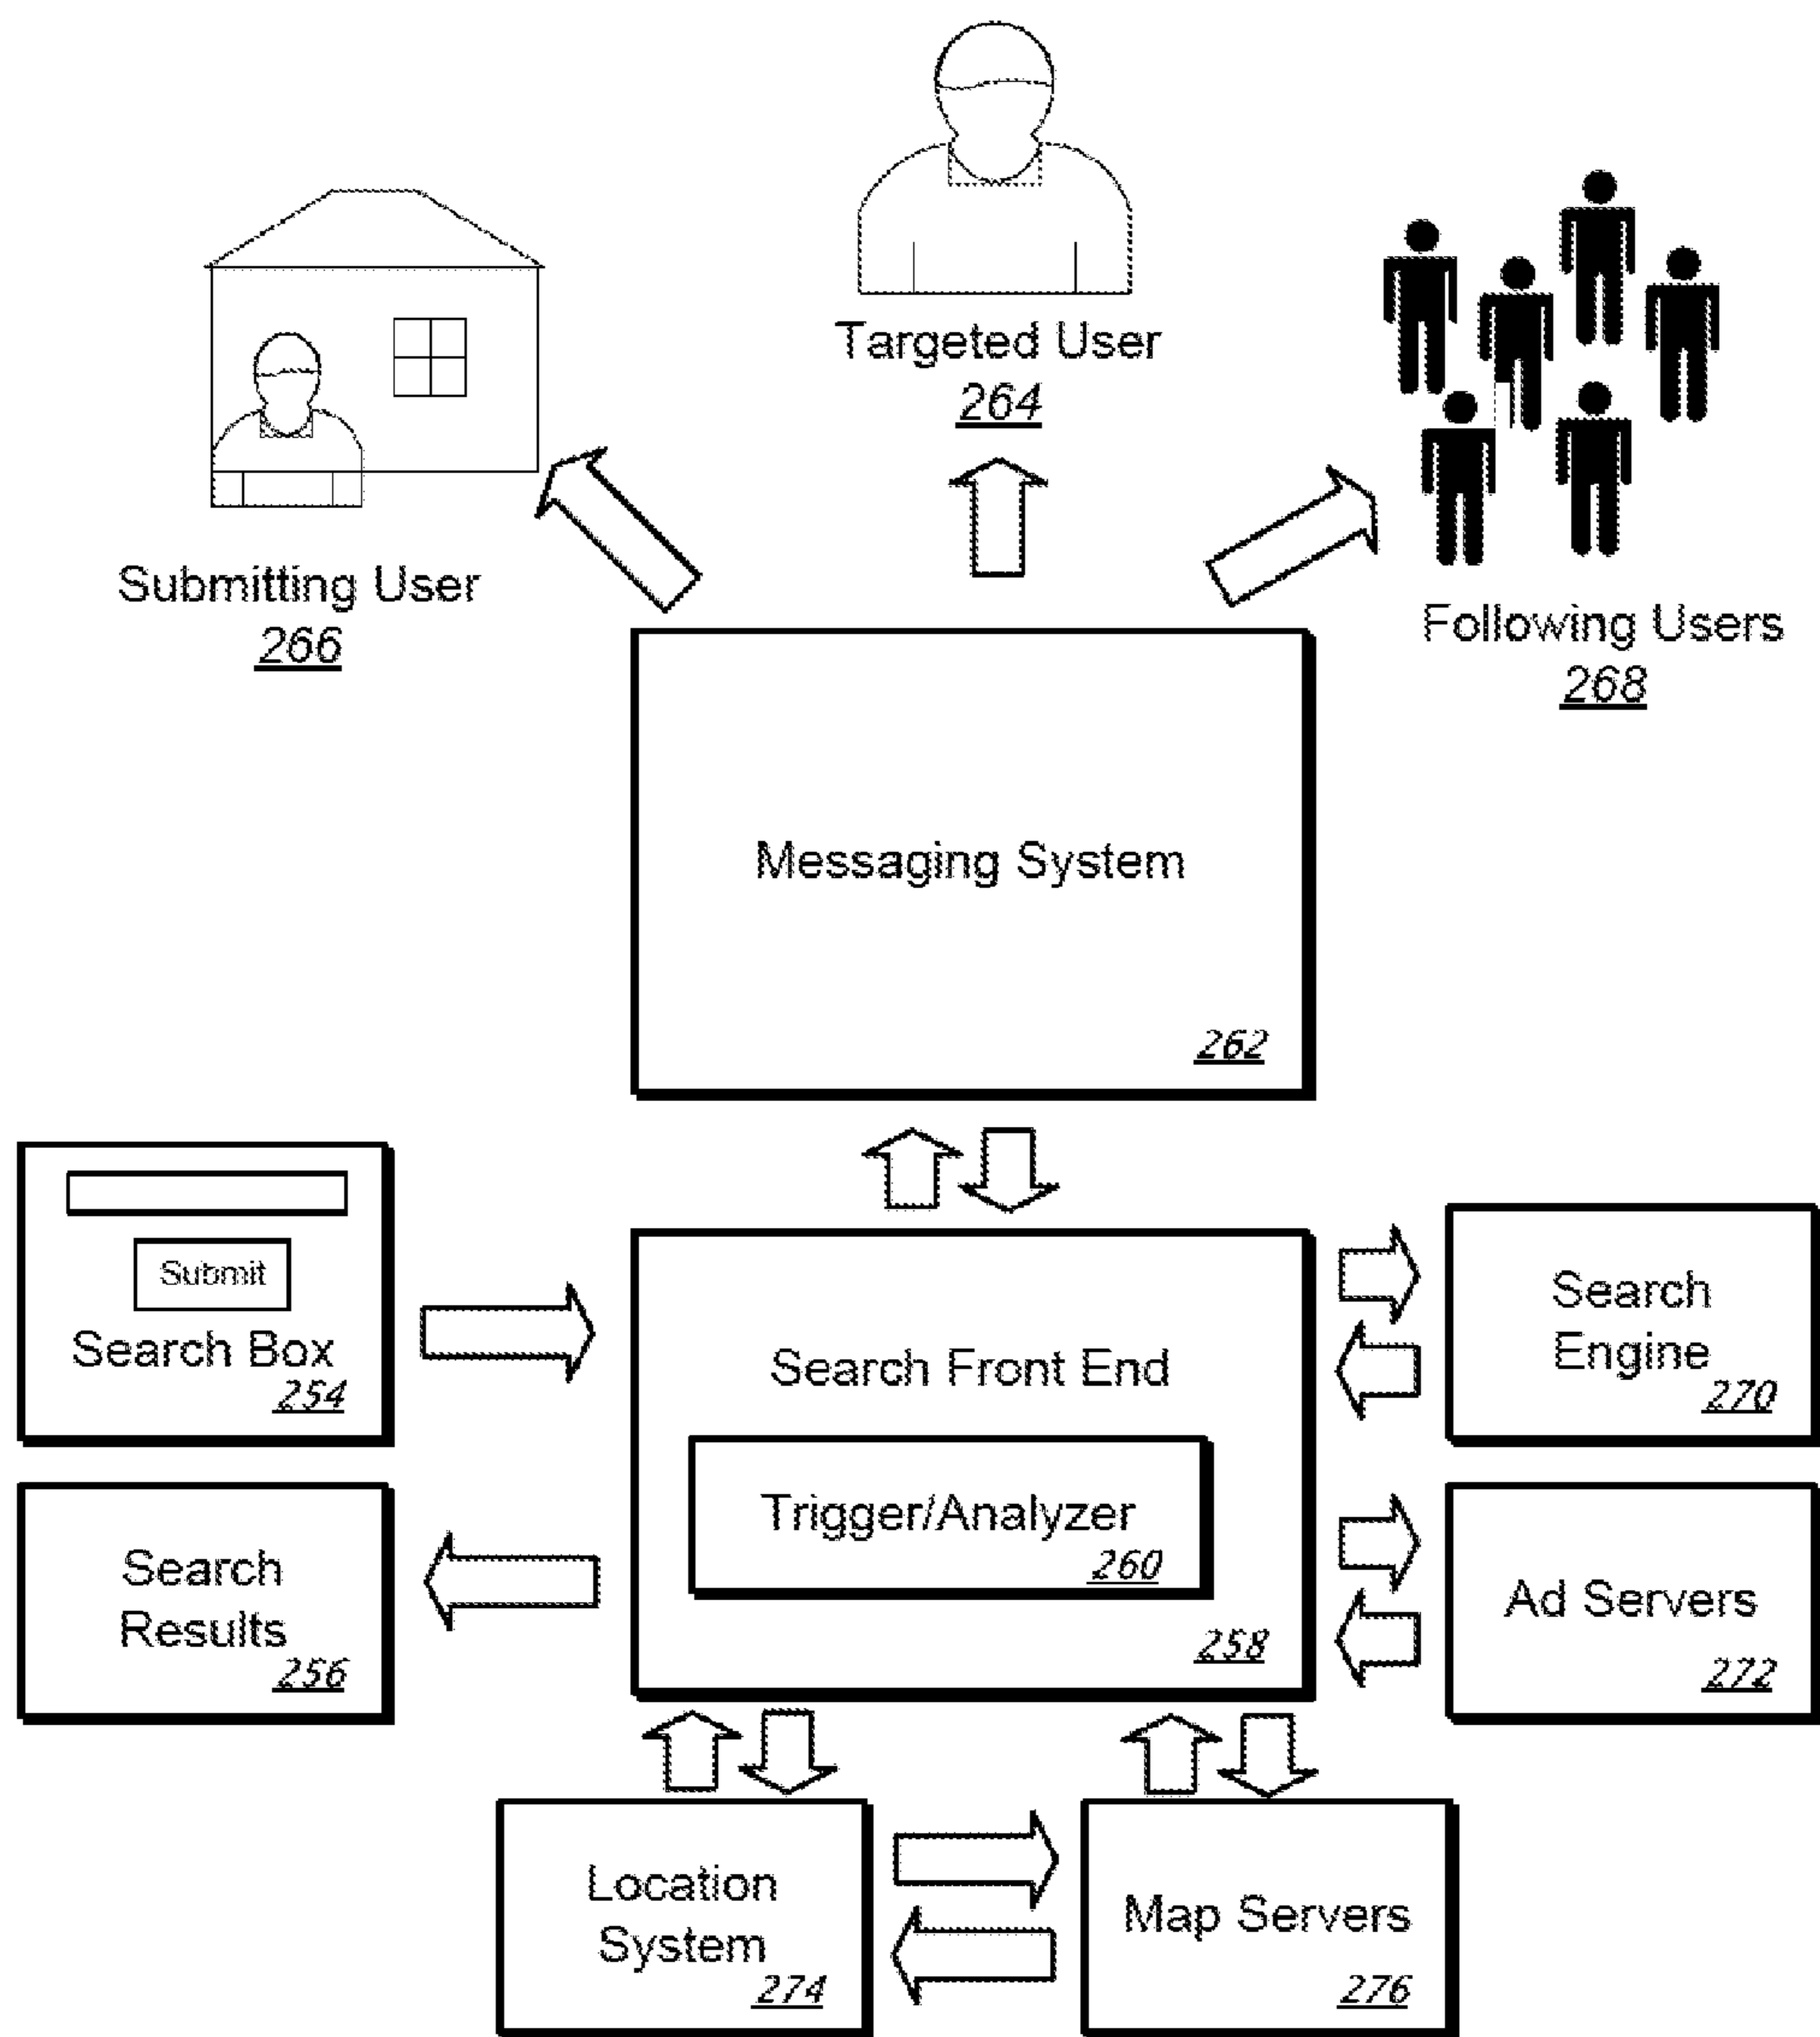 Targeted User
264
Submitting User
266
Following Users
268
Messaging System
262
Submit
Search Box
254
Search Front End
Trigger/Analyzer
260
258
Search
Engine
270
Search
Results
256
Ad Servers
272
Location
System
274
Map Servers
276